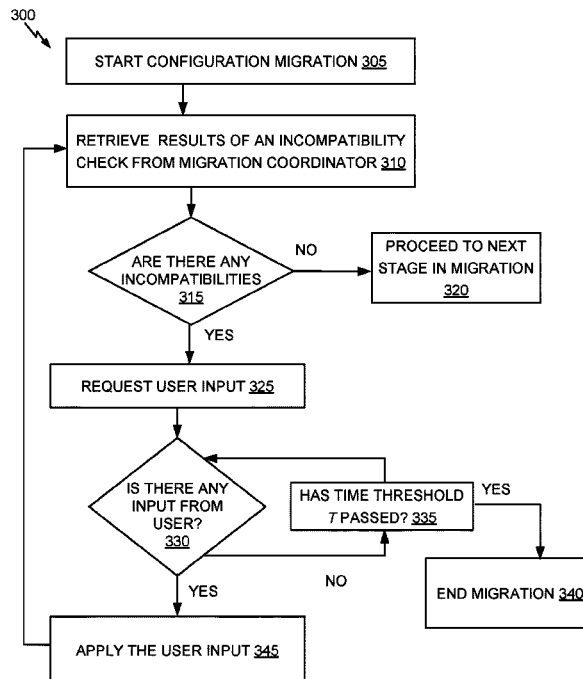 300
START CONFIGURATION MIGRATION 305
RETRIEVE RESULTS OF AN INCOMPATIBILITY
CHECK FROM MIGRATION COORDINATOR 310
ARE THERE ANY
INCOMPATIBILITIES
315
NO
PROCEED TO NEXT
STAGE IN MIGRATION
320
YES
REQUEST USER INPUT 325
IS THERE ANY
INPUT FROM
USER?
330
HAS TIME THRESHOLD
T PASSED? 335
YES
NO
END MIGRATION 340
YES
APPLY THE USER INPUT 345